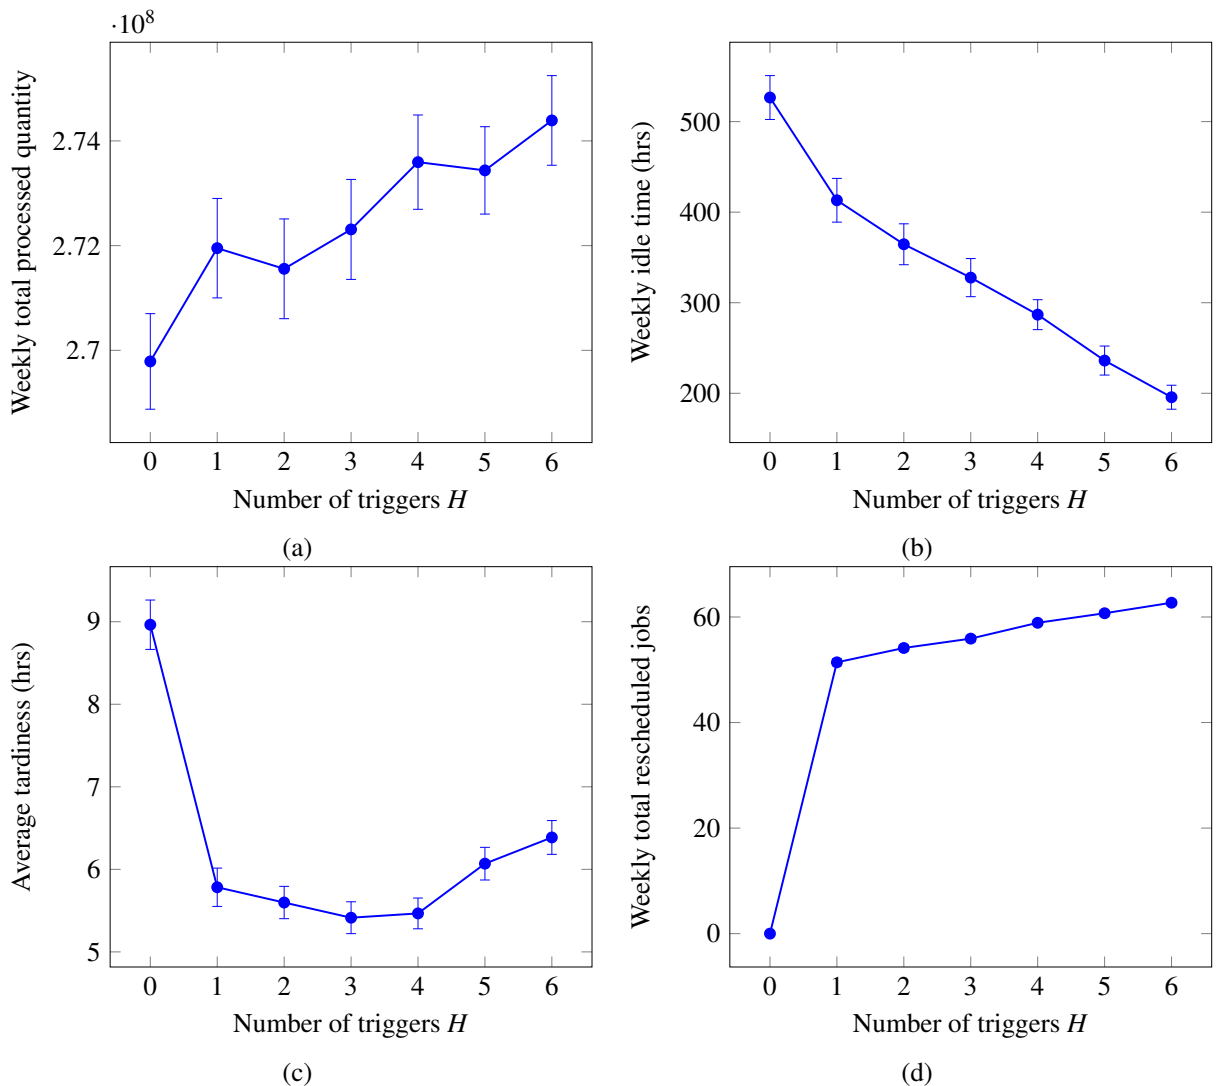 ·10⁸
Weekly total processed quantity
2.74
2.72
2.7
0 1 2 3 4 5 6
Number of triggers H
(a)
Weekly idle time (hrs)
500
400
300
200
0 1 2 3 4 5 6
Number of triggers H
(b)
Average tardiness (hrs)
9
8
7
6
5
0 1 2 3 4 5 6
Number of triggers H
(c)
Weekly total rescheduled jobs
60
40
20
0
0 1 2 3 4 5 6
Number of triggers H
(d)